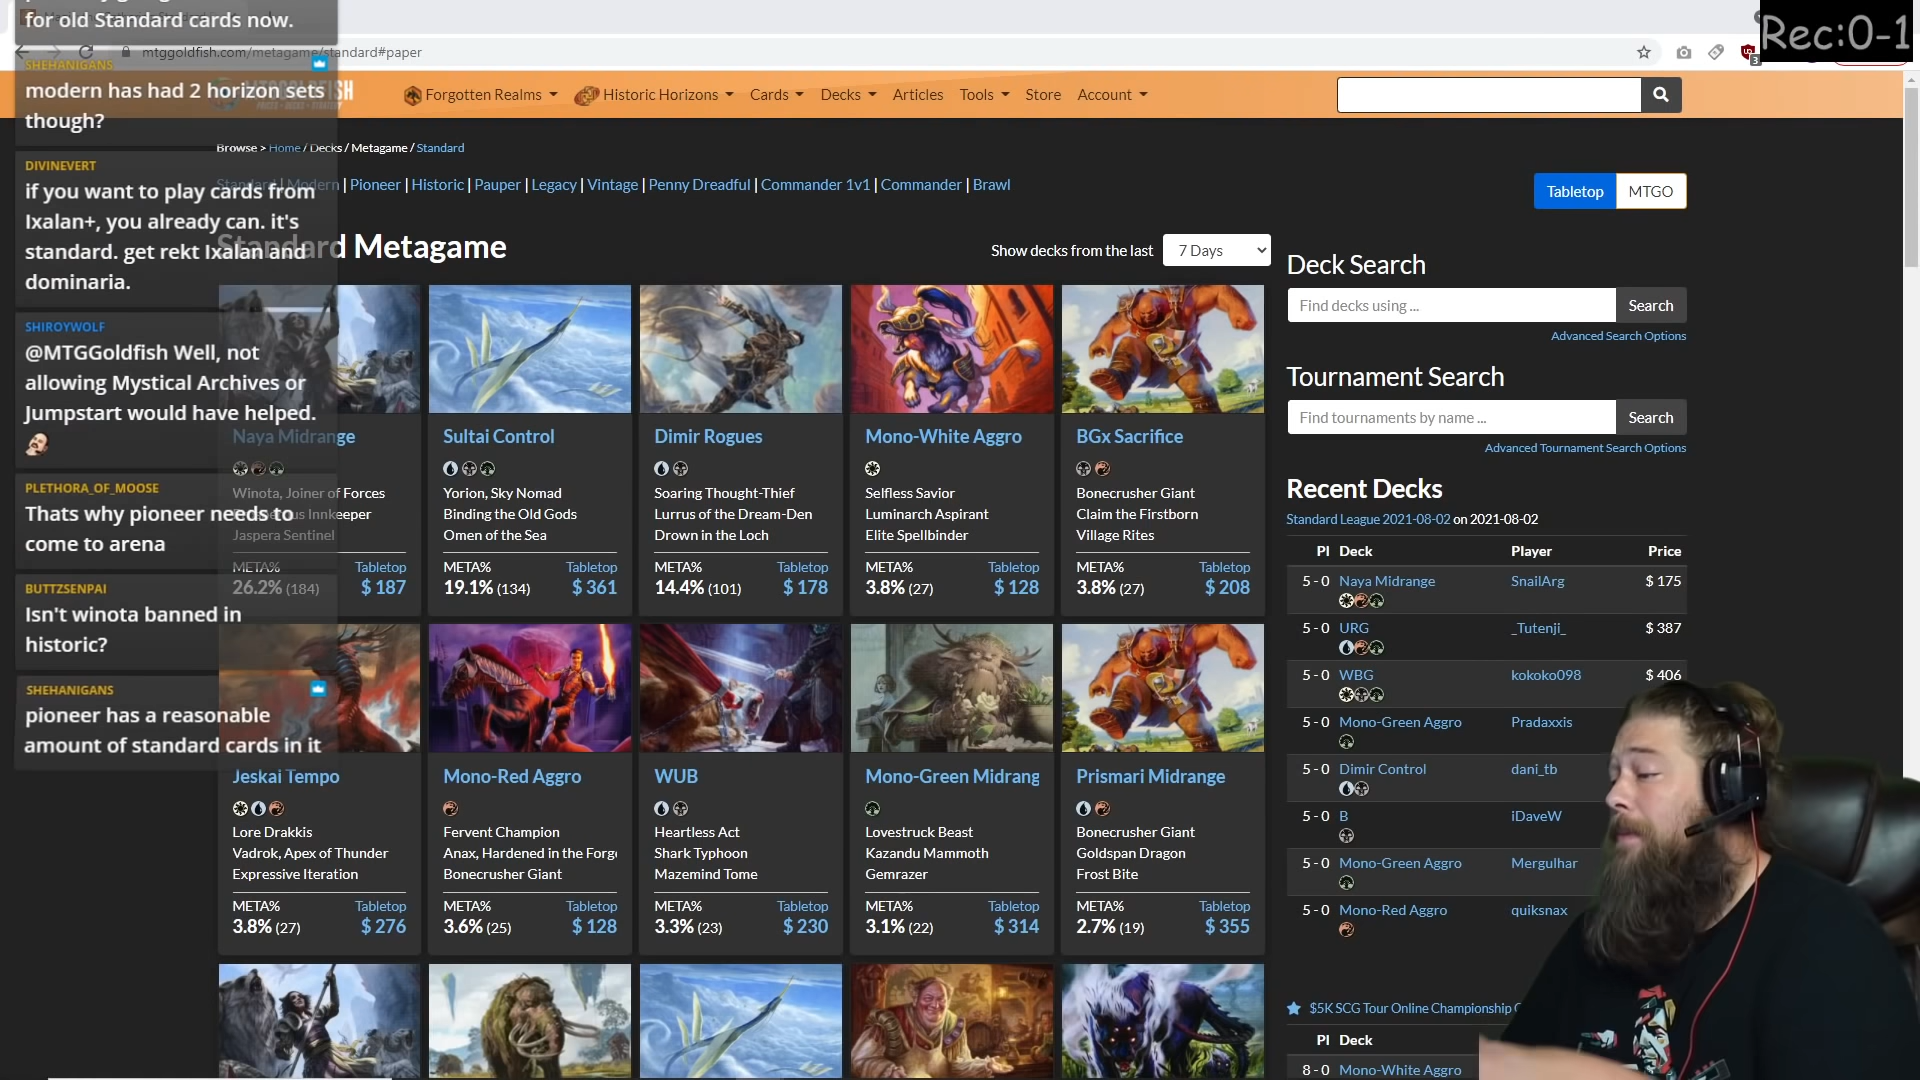 for old Standard cards now.
SHEHANIGANS
modern has had 2 horizon sets
though?
DIVINEVERT
if you want to play cards from
Ixalan+, you already can. it's
standard. get rekt Ixalan and
dominaria.
SHIROYWOLF
@MTGGoldfish Well, not
allowing Mystical Archives or
Jumpstart would have helped.
PLETHORA_OF_MOOSE
Thats why pioneer needs to
come to arena
BUTTZSENPAI
Isn't winota banned in
historic?
SHEHANIGANS
pioneer has a reasonable
amount of standard cards in it
mtggoldfish.com/metagame/standard#paper
Rec:0-1
3
Forgotten Realms Historic Horizons Cards Decks Articles Tools Store Account
Browse > Home / Decks / Metagame / Standard
Standard | Modern | Pioneer | Historic | Pauper | Legacy | Vintage | Penny Dreadful | Commander 1v1 | Commander | Brawl
Tabletop MTGO
Standard Metagame
Show decks from the last 7 Days
Naya Midrange
Winota, Joiner of Forces
Jaspera Sentinel
META% Tabletop
26.2% (184) $ 187
Sultai Control
Yorion, Sky Nomad
Binding the Old Gods
Omen of the Sea
META% Tabletop
19.1% (134) $ 361
Dimir Rogues
Soaring Thought-Thief
Lurrus of the Dream-Den
Drown in the Loch
META% Tabletop
14.4% (101) $ 178
Mono-White Aggro
Selfless Savior
Luminarch Aspirant
Elite Spellbinder
META% Tabletop
3.8% (27) $ 128
BGx Sacrifice
Bonecrusher Giant
Claim the Firstborn
Village Rites
META% Tabletop
3.8% (27) $ 208
Jeskai Tempo
Lore Drakkis
Vadrok, Apex of Thunder
Expressive Iteration
META% Tabletop
3.8% (27) $ 276
Mono-Red Aggro
Fervent Champion
Anax, Hardened in the Forge
Bonecrusher Giant
META% Tabletop
3.6% (25) $ 128
WUB
Heartless Act
Shark Typhoon
Mazemind Tome
META% Tabletop
3.3% (23) $ 230
Mono-Green Midrang
Lovestruck Beast
Kazandu Mammoth
Gemrazer
META% Tabletop
3.1% (22) $ 314
Prismari Midrange
Bonecrusher Giant
Goldspan Dragon
Frost Bite
META% Tabletop
2.7% (19) $ 355
Deck Search
Find decks using ... Search
Advanced Search Options
Tournament Search
Find tournaments by name ... Search
Advanced Tournament Search Options
Recent Decks
Standard League 2021-08-02 on 2021-08-02
Pl Deck Player Price
5 - 0 Naya Midrange SnailArg $ 175
5 - 0 URG _Tutenji_ $ 387
5 - 0 WBG kokoko098 $ 406
5 - 0 Mono-Green Aggro Pradaxxis
5 - 0 Dimir Control dani_tb
5 - 0 B iDaveW
5 - 0 Mono-Green Aggro Mergulhar
5 - 0 Mono-Red Aggro quiksnax
$5K SCG Tour Online Championship
Pl Deck
8 - 0 Mono-White Aggro